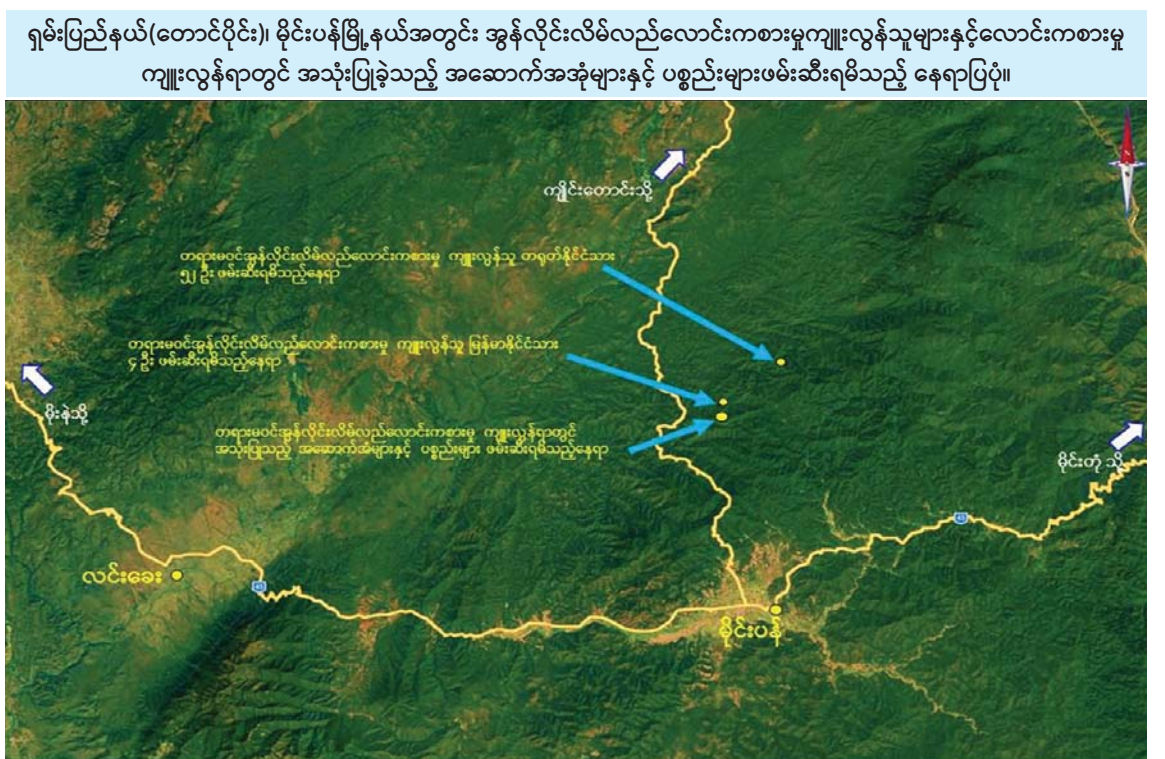 ရှမ်းပြည်နယ်(တောင်ပိုင်း)၊ မိုင်းပန်မြို့နယ်အတွင်း အွန်လိုင်းလိမ်လည်လောင်းကစားမှုကျူးလွန်သူများနှင့်လောင်းကစားမှု
ကျူးလွန်ရာတွင် အသုံးပြုခဲ့သည့် အဆောက်အအုံများနှင့် ပစ္စည်းများဖမ်းဆီးရမိသည့် နေရာပြပုံ။
ကျိုင်းတောင်းသို့
တရားမဝင်အွန်လိုင်းလိမ်လည်လောင်းကစားမှု ကျူးလွန်သူ တရုတ်နိုင်ငံသား
၅၂ ဦး ဖမ်းဆီးရမိသည့်နေရာ
တရားမဝင်အွန်လိုင်းလိမ်လည်လောင်းကစားမှု ကျူးလွန်သူ မြန်မာနိုင်ငံသား
၄ ဦး ဖမ်းဆီးရမိသည့်နေရာ
မိုးနဲသို့
တရားမဝင်အွန်လိုင်းလိမ်လည်လောင်းကစားမှု ကျူးလွန်ရာတွင်
အသုံးပြုသည့် အဆောက်အအုံများနှင့် ပစ္စည်းများ ဖမ်းဆီးရမိသည့်နေရာ
မိုင်းတုံ သို့
45
လင်းခေး
45
မိုင်းပန်